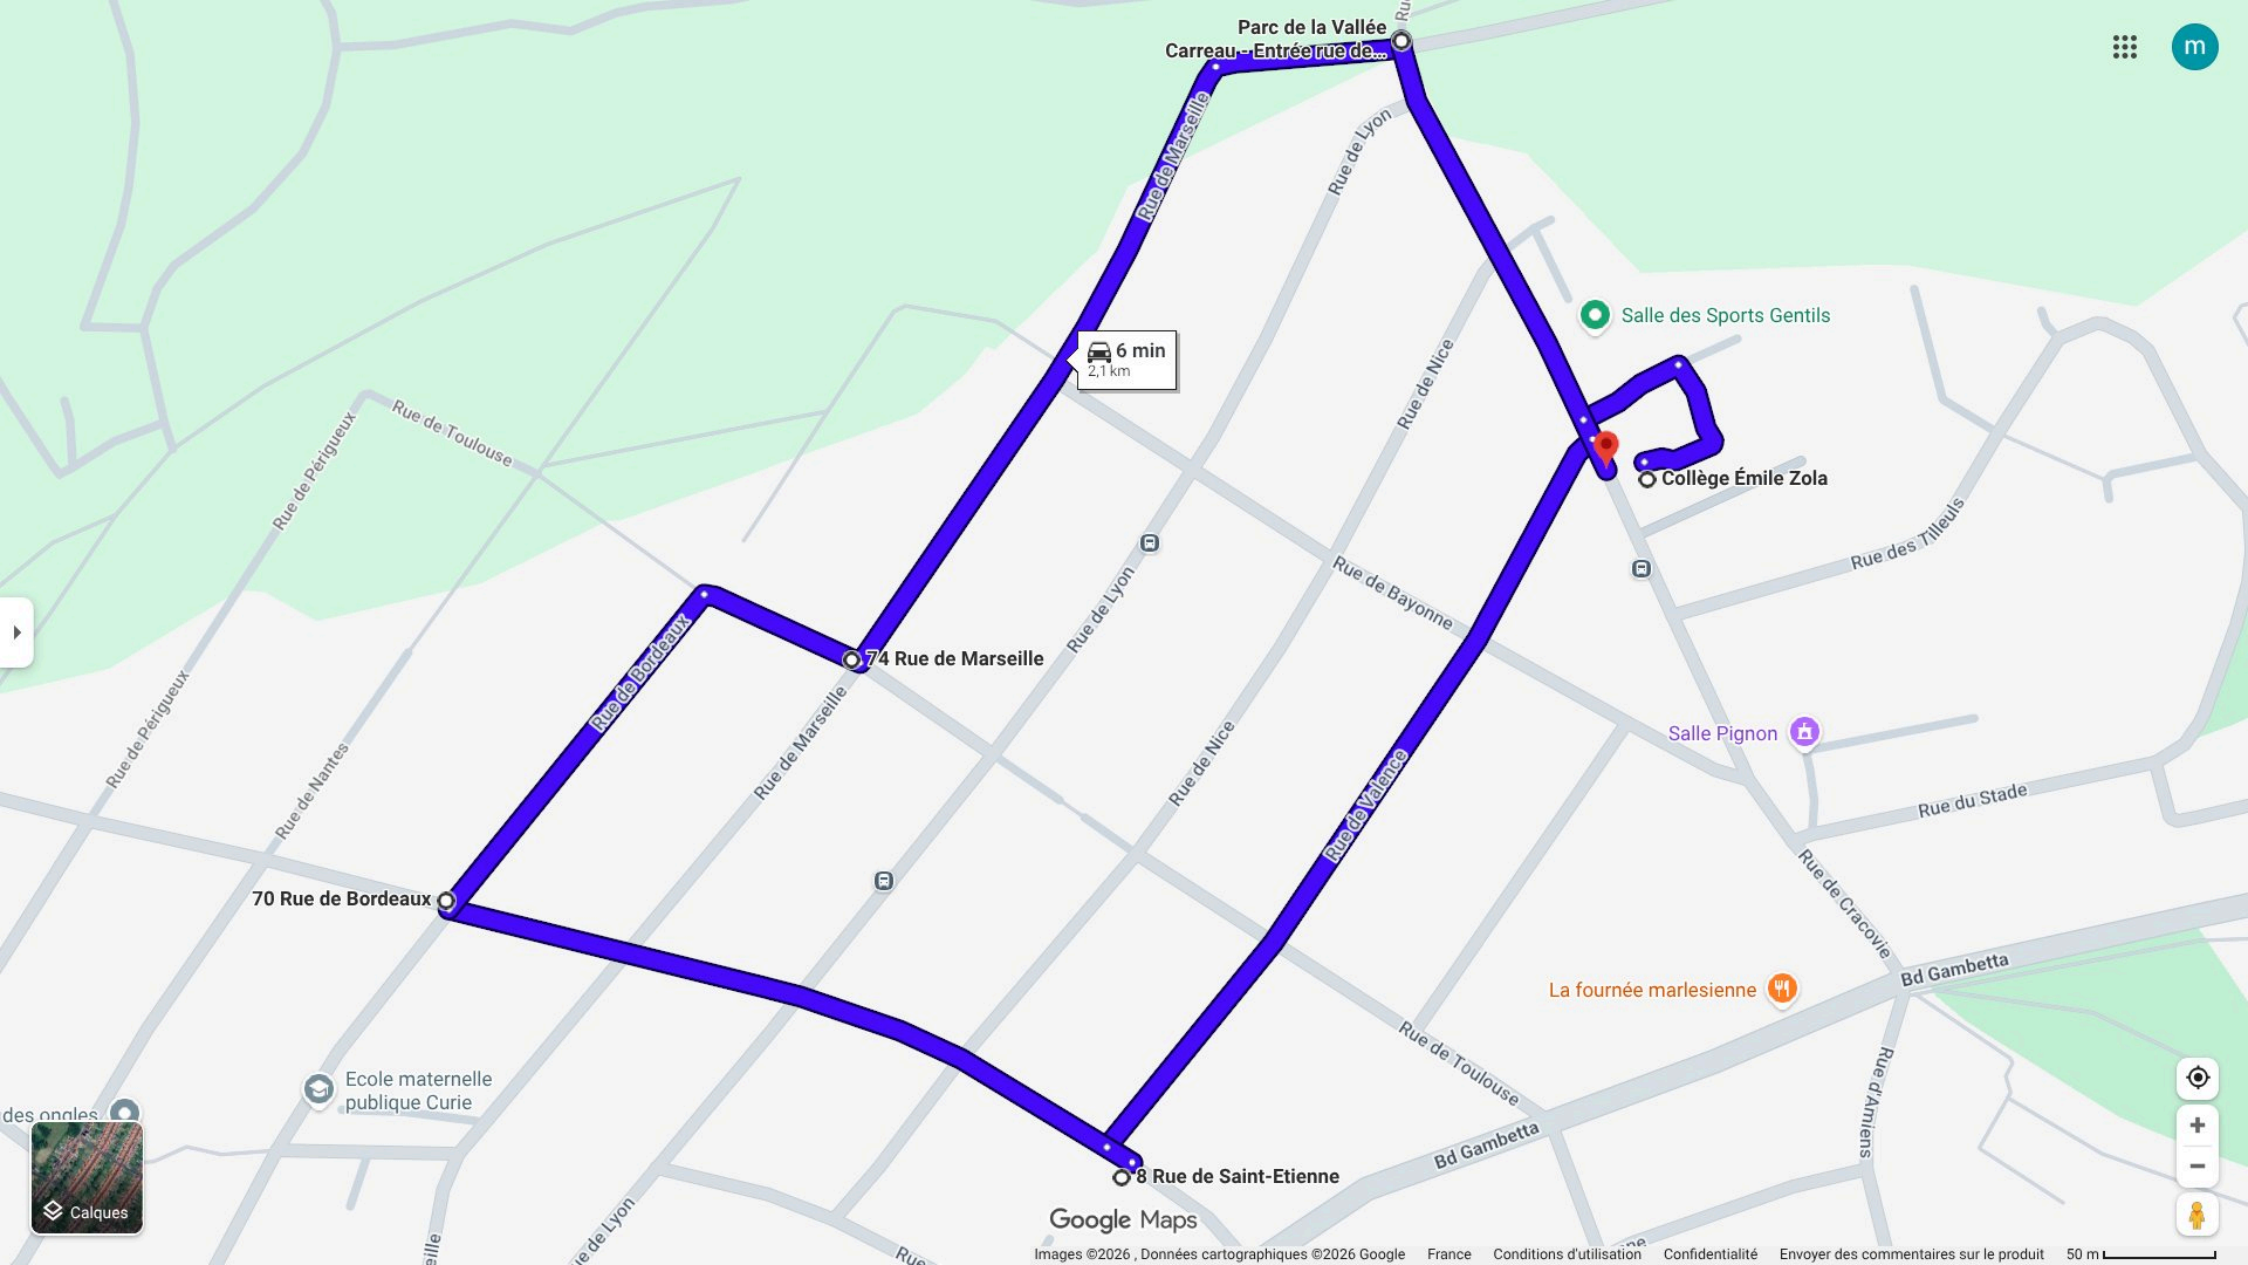 Parc de la Vallée
Carreau - Entrée rue de...
m
Rue de Marseille
Rue de Lyon
Salle des Sports Gentils
6 min
2,1 km
Rue de Nice
Rue de Périgueux
Rue de Toulouse
Collège Émile Zola
Rue des Tilleuls
Rue de Bayonne
Rue de Lyon
74 Rue de Marseille
Rue de Bordeaux
Rue de Marseille
Rue de Périgueux
Rue de Nantes
Rue de Nice
Salle Pignon
Rue de Valence
Rue du Stade
Rue de Cracovie
70 Rue de Bordeaux
Bd Gambetta
La fournée marlesienne
Rue de Toulouse
Rue d'Amiens
Ecole maternelle
publique Curie
des ongles
Bd Gambetta
8 Rue de Saint-Etienne
Calques
Google Maps
ue de Lyon
eille
Rue
Images ©2026 , Données cartographiques ©2026 Google France Conditions d'utilisation Confidentialité Envoyer des commentaires sur le produit 50 m